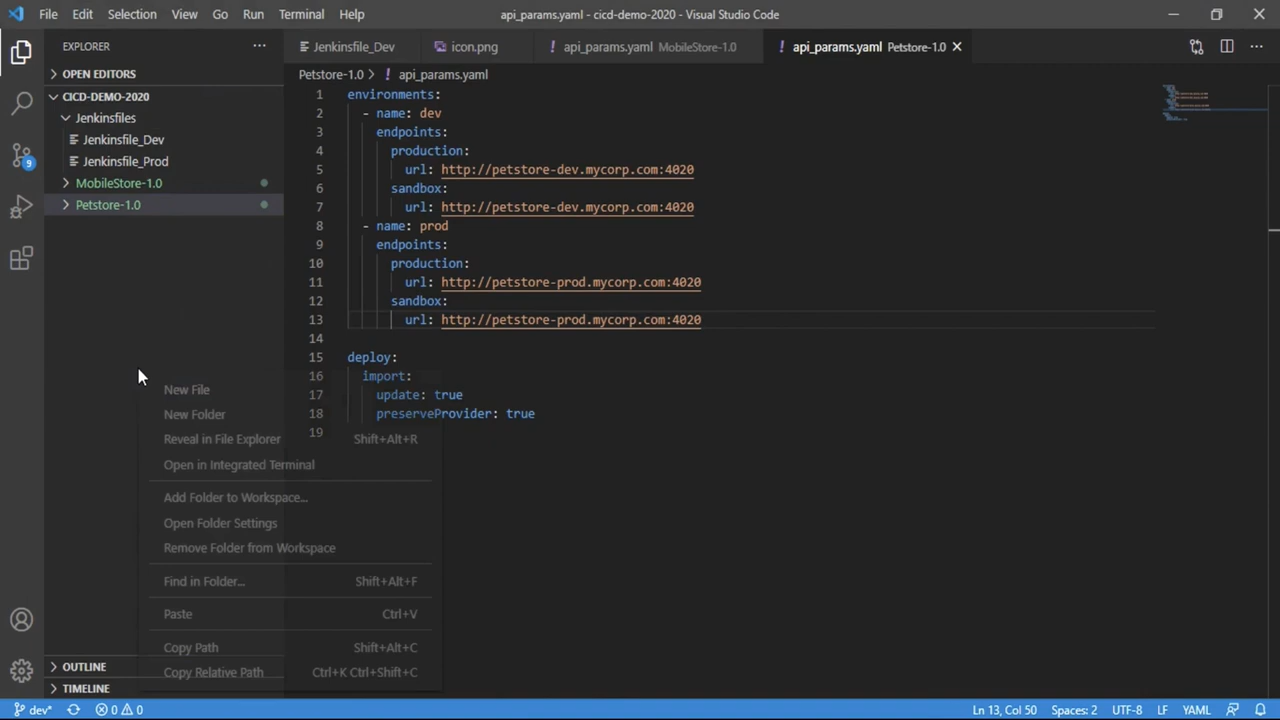 File Edit Selection View Go Run Terminal Help
api_params.yaml - cicd-demo-2020 - Visual Studio Code
EXPLORER
OPEN EDITORS
CICD-DEMO-2020
Jenkinsfiles
Jenkinsfile_Dev
Jenkinsfile_Prod
MobileStore-1.0
Petstore-1.0
Jenkinsfile_Dev
icon.png
! api_params.yaml MobileStore-1.0
! api_params.yaml Petstore-1.0
Petstore-1.0 > ! api_params.yaml
1 environments:
2 - name: dev
3 endpoints:
4 production:
5 url: http://petstore-dev.mycorp.com:4020
6 sandbox:
7 url: http://petstore-dev.mycorp.com:4020
8 - name: prod
9 endpoints:
10 production:
11 url: http://petstore-prod.mycorp.com:4020
12 sandbox:
13 url: http://petstore-prod.mycorp.com:4020
14
15 deploy:
16 import:
17 update: true
18 preserveProvider: true
19
New File
New Folder
Reveal in File Explorer Shift+Alt+R
Open in Integrated Terminal
Add Folder to Workspace...
Open Folder Settings
Remove Folder from Workspace
Find in Folder... Shift+Alt+F
Paste Ctrl+V
Copy Path Shift+Alt+C
Copy Relative Path Ctrl+K Ctrl+Shift+C
OUTLINE
TIMELINE
9
dev* 0 0
Ln 13, Col 50 Spaces: 2 UTF-8 LF YAML